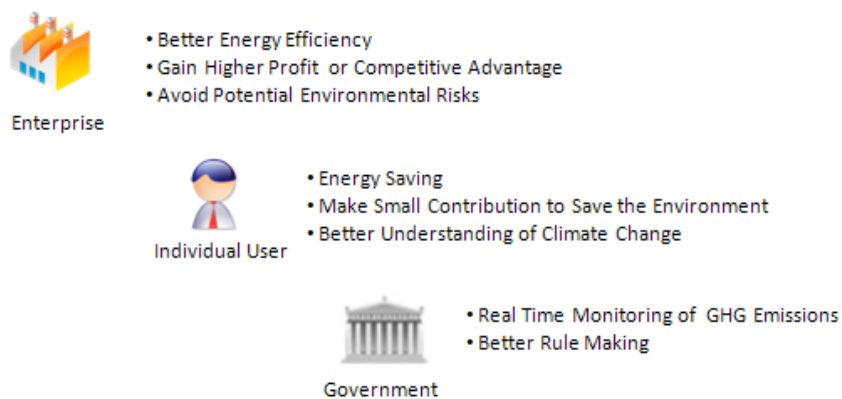 • Better Energy Efficiency
• Gain Higher Profit or Competitive Advantage
• Avoid Potential Environmental Risks
Enterprise
• Energy Saving
• Make Small Contribution to Save the Environment
• Better Understanding of Climate Change
Individual User
• Real Time Monitoring of GHG Emissions
• Better Rule Making
Government